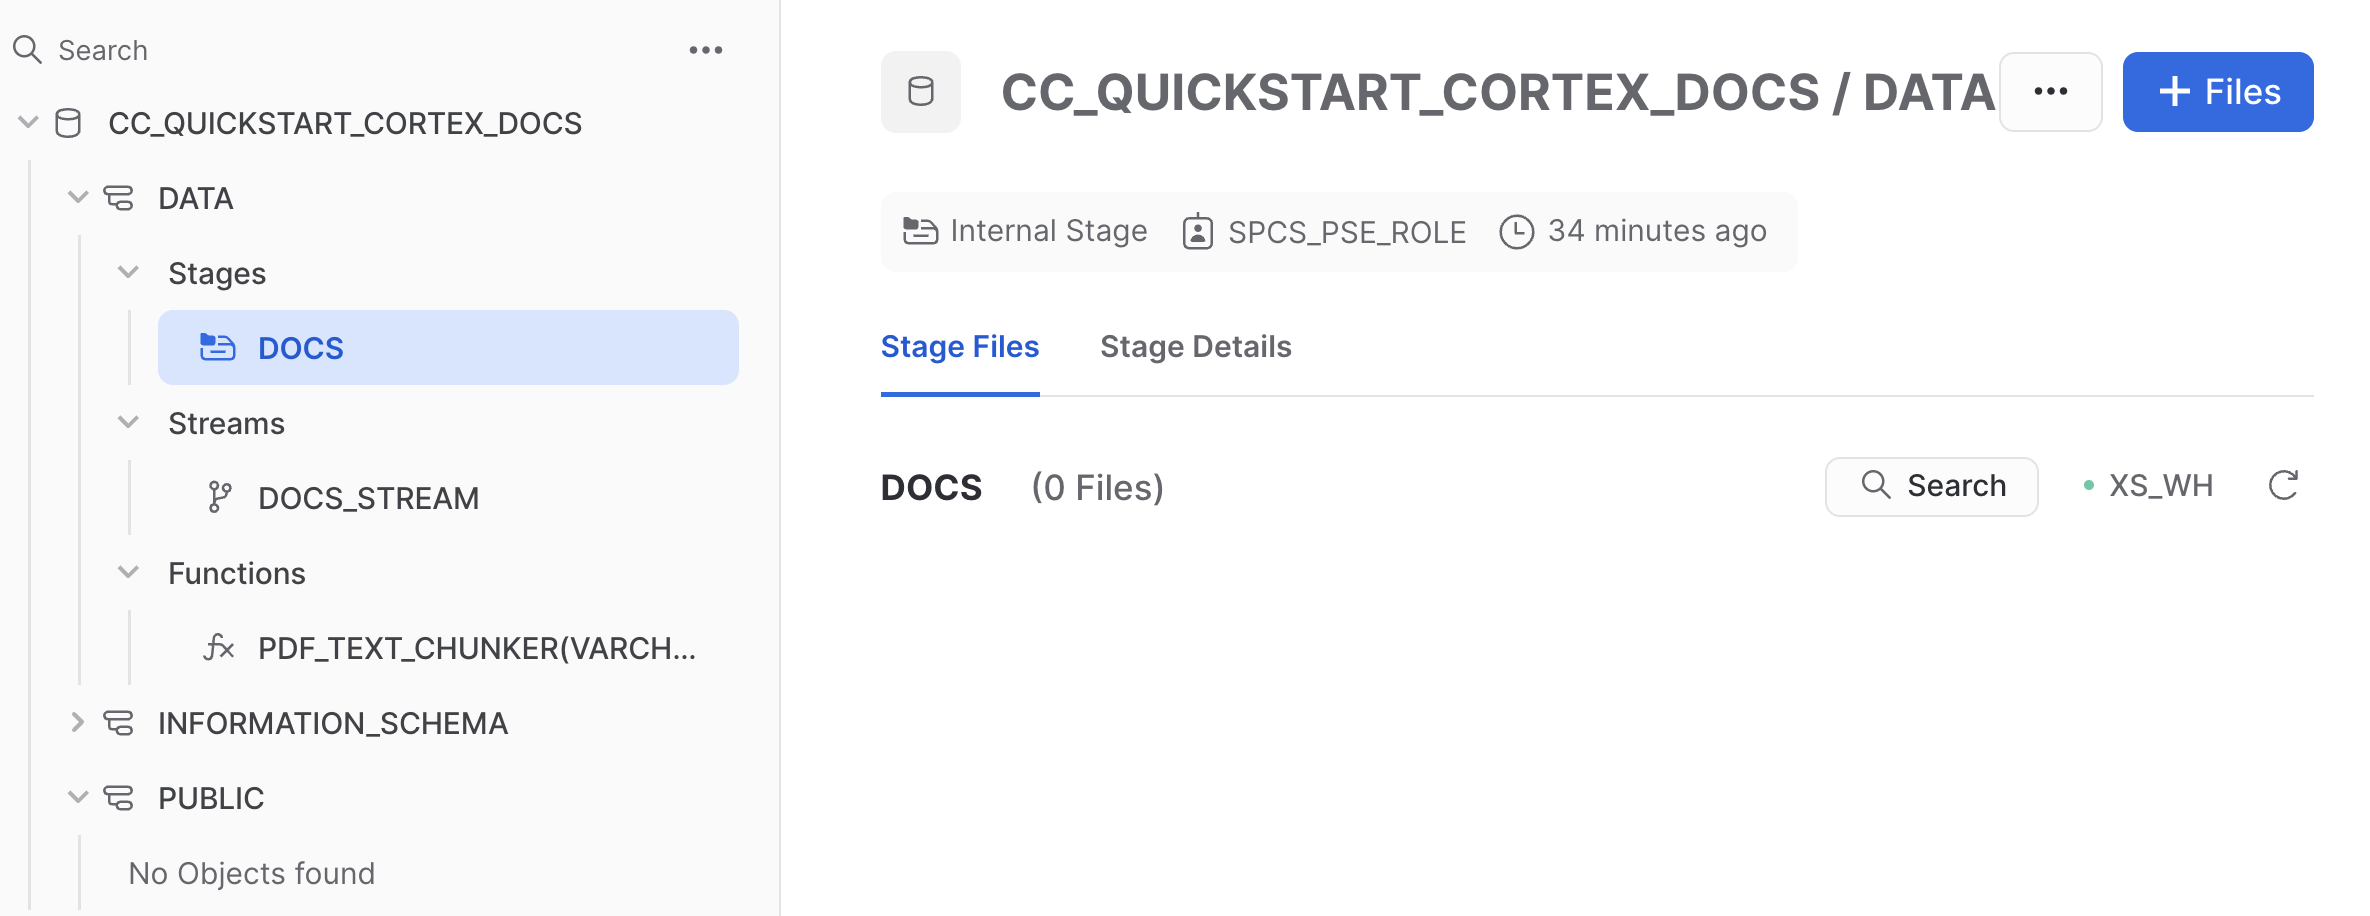 Search
CC_QUICKSTART_CORTEX_DOCS
DATA
Stages
DOCS
Streams
DOCS_STREAM
Functions
PDF_TEXT_CHUNKER(VARCH...
INFORMATION_SCHEMA
PUBLIC
No Objects found
CC_QUICKSTART_CORTEX_DOCS / DATA
+ Files
Internal Stage SPCS_PSE_ROLE 34 minutes ago
Stage Files Stage Details
DOCS (0 Files) Search XS_WH